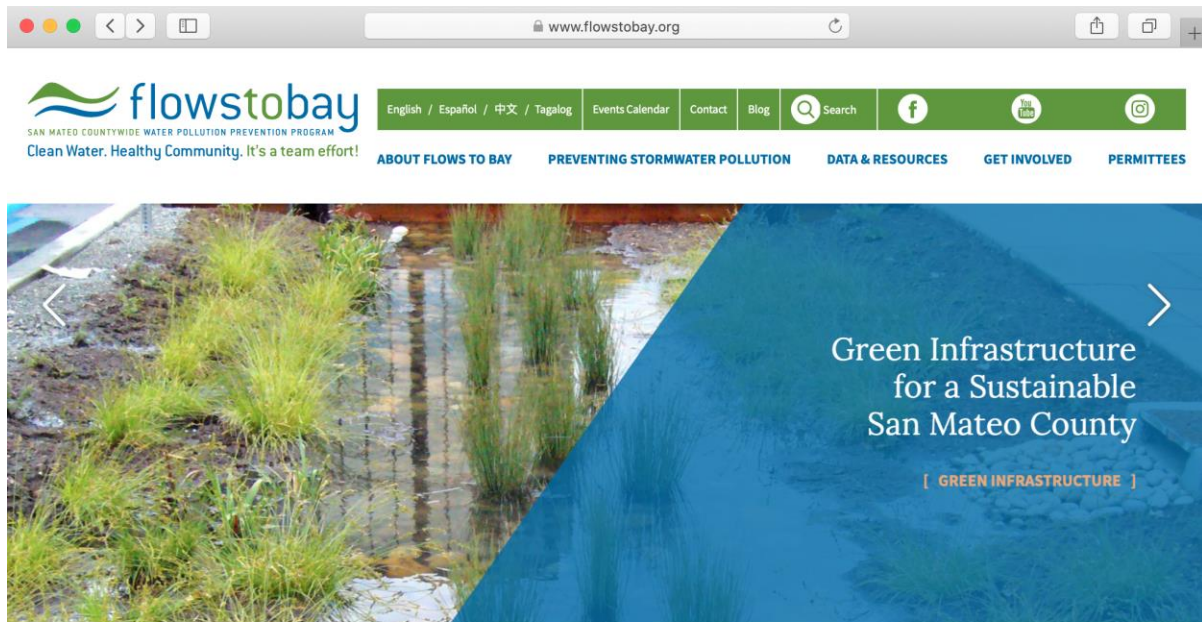 www.flowstobay.org
flowstobay
SAN MATEO COUNTYWIDE WATER POLLUTION PREVENTION PROGRAM
Clean Water. Healthy Community. It's a team effort!
English / Español / 中文 / Tagalog Events Calendar Contact Blog Search f You Tube
ABOUT FLOWS TO BAY PREVENTING STORMWATER POLLUTION DATA & RESOURCES GET INVOLVED PERMITTEES
Green Infrastructure
for a Sustainable
San Mateo County
[ GREEN INFRASTRUCTURE ]